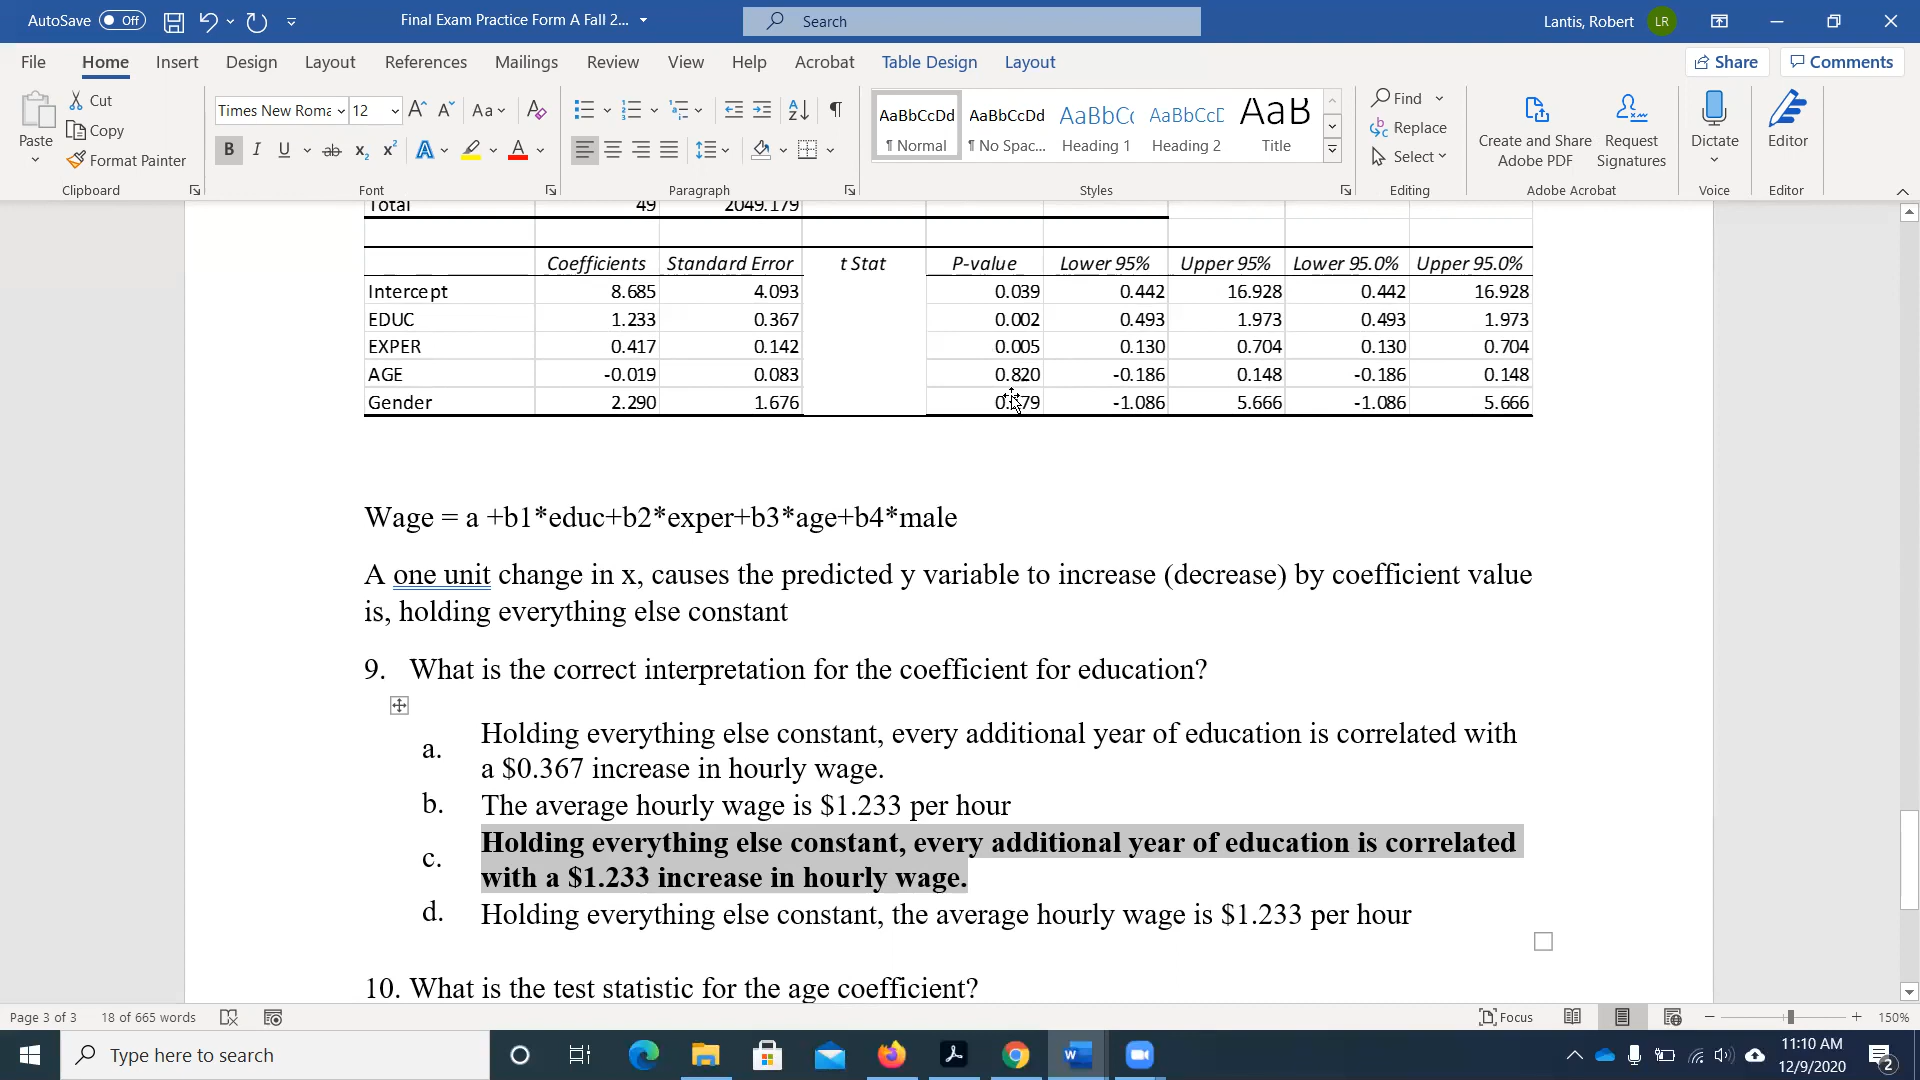 AutoSave Off Final Exam Practice Form A Fall 2... Search Lantis, Robert LR
File Home Insert Design Layout References Mailings Review View Help Acrobat Table Design Layout Share Comments
Paste Cut Copy Format Painter
Times New Roma 12
AaBbCcDd AaBbCcDd AaBbCc AaBbCcD AaB
¶ Normal ¶ No Spac... Heading 1 Heading 2 Title
Find Replace Select
Create and Share Adobe PDF Request Signatures Dictate Editor
Clipboard Font Paragraph Styles Editing Adobe Acrobat Voice Editor
Total 49 2049.179
Coefficients Standard Error t Stat P-value Lower 95% Upper 95% Lower 95.0% Upper 95.0%
Intercept 8.685 4.093 0.039 0.442 16.928 0.442 16.928
EDUC 1.233 0.367 0.002 0.493 1.973 0.493 1.973
EXPER 0.417 0.142 0.005 0.130 0.704 0.130 0.704
AGE -0.019 0.083 0.820 -0.186 0.148 -0.186 0.148
Gender 2.290 1.676 -1.086 5.666 -1.086 5.666
Wage = a +b1*educ+b2*exper+b3*age+b4*male
A one unit change in x, causes the predicted y variable to increase (decrease) by coefficient value
is, holding everything else constant
9. What is the correct interpretation for the coefficient for education?
a. Holding everything else constant, every additional year of education is correlated with
a $0.367 increase in hourly wage.
b. The average hourly wage is $1.233 per hour
c. Holding everything else constant, every additional year of education is correlated
with a $1.233 increase in hourly wage.
d. Holding everything else constant, the average hourly wage is $1.233 per hour
10. What is the test statistic for the age coefficient?
Page 3 of 3 18 of 665 words Focus 150%
Type here to search 11:10 AM
12/9/2020 2